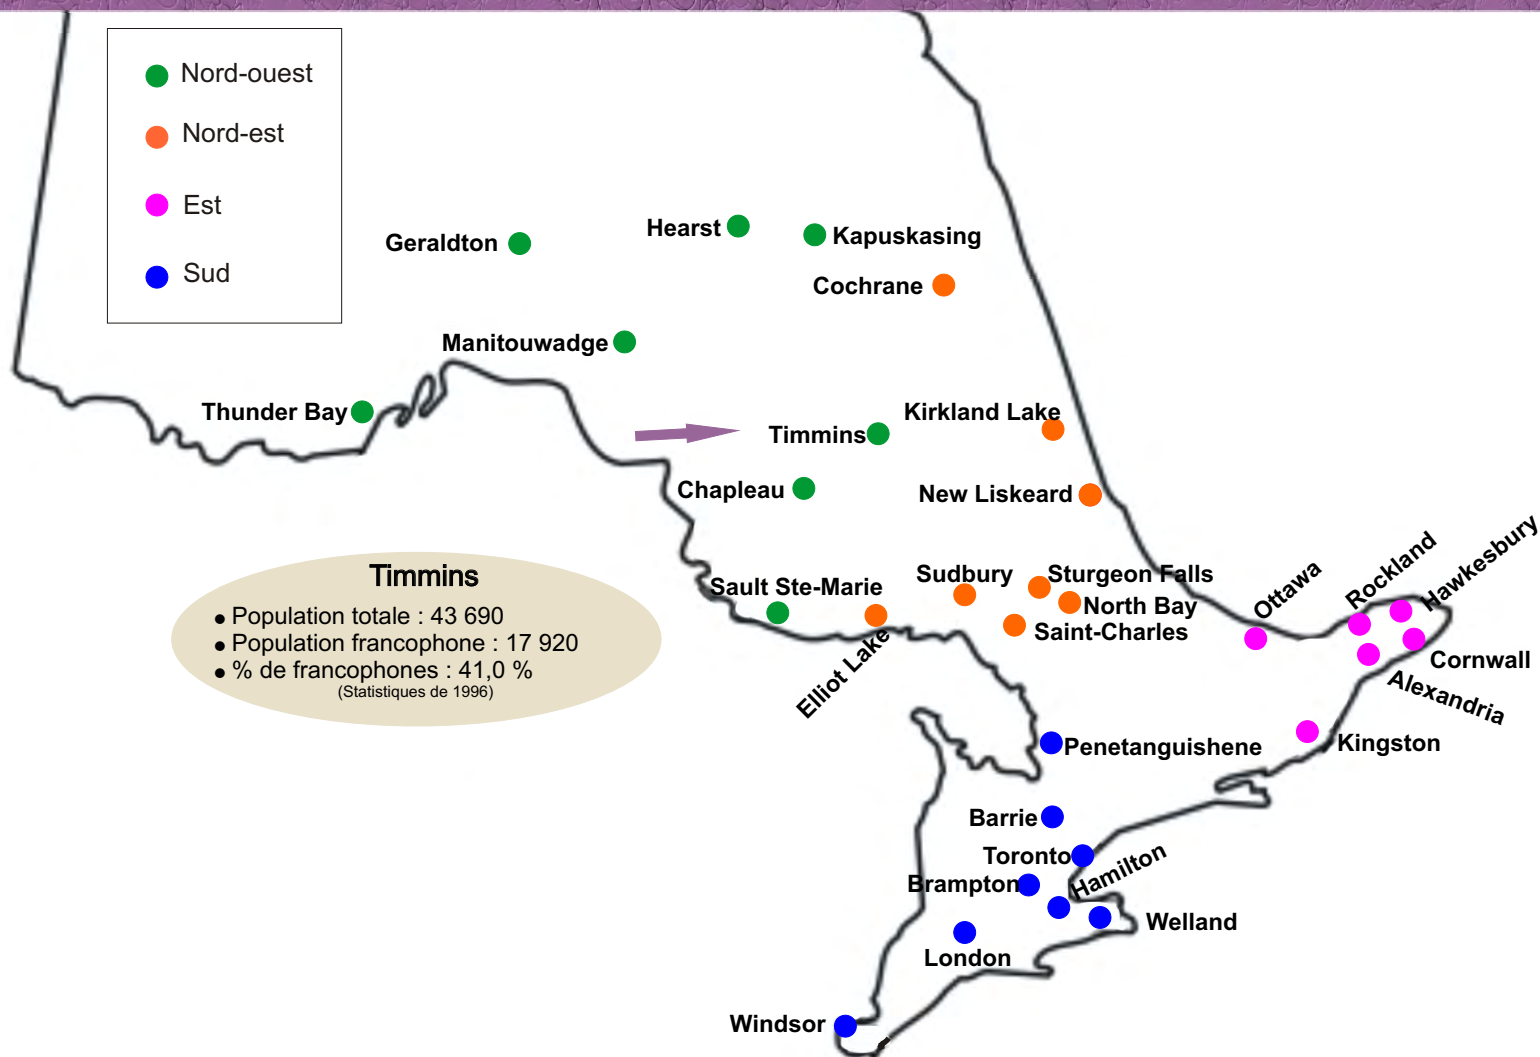 Nord-ouest
Nord-est
Est
Sud
Geraldton
Hearst
Kapuskasing
Cochrane
Manitouwadge
Thunder Bay
Kirkland Lake
Timmins
Chapleau
New Liskeard
Sault Ste-Marie
Sudbury
Sturgeon Falls
North Bay
Saint-Charles
Elliot Lake
Ottawa
Rockland
Hawkesbury
Cornwall
Alexandria
Kingston
Timmins
• Population totale : 43 690
• Population francophone : 17 920
• % de francophones : 41,0 %
(Statistiques de 1996)
Penetanguishene
Barrie
Toronto
Hamilton
Brampton
Welland
London
Windsor